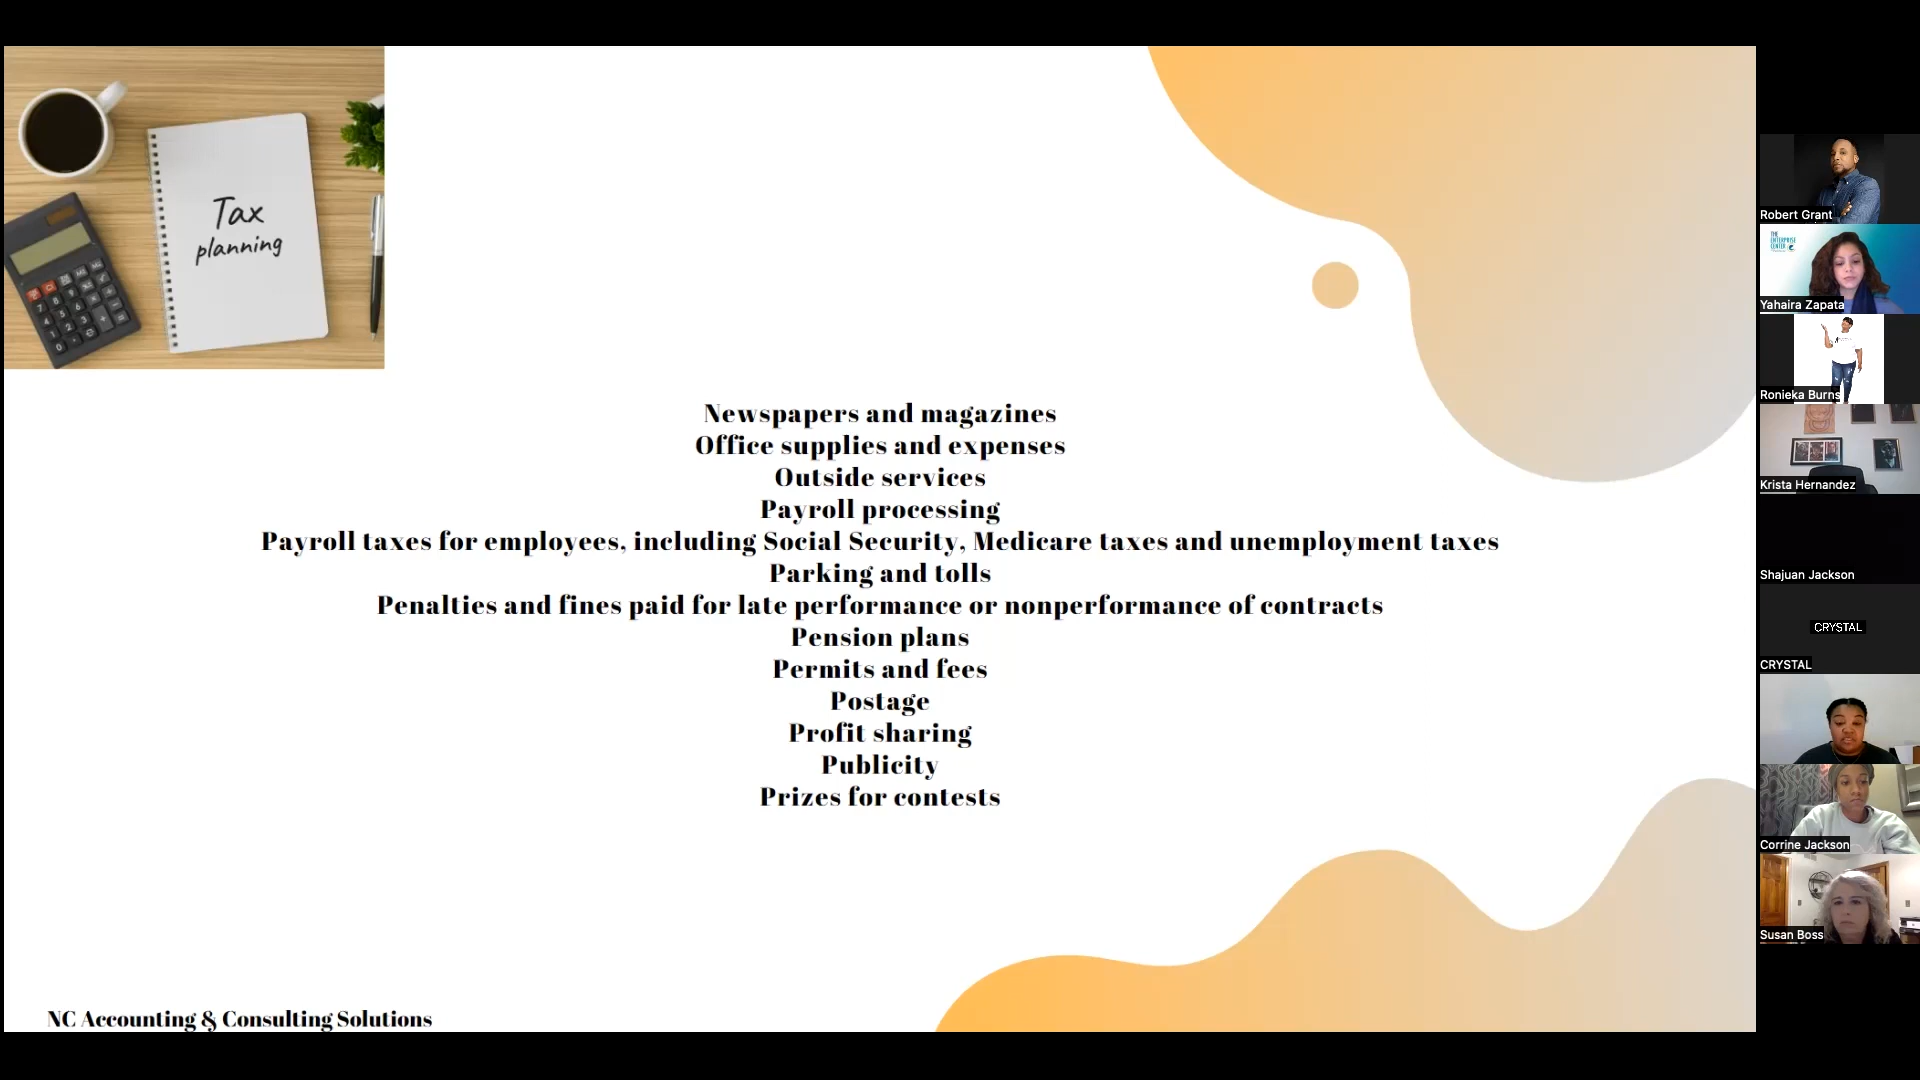 Tax
planning
Newspapers and magazines
Office supplies and expenses
Outside services
Payroll processing
Payroll taxes for employees, including Social Security, Medicare taxes and unemployment taxes
Parking and tolls
Penalties and fines paid for late performance or nonperformance of contracts
Pension plans
Permits and fees
Postage
Profit sharing
Publicity
Prizes for contests
NC Accounting & Consulting Solutions
Robert Grant
THE
ENTERPRISE
CENTER
Yahaira Zapata
Ronieka Burns
Krista Hernandez
Shajuan Jackson
CRYSTAL
CRYSTAL
Corrine Jackson
Susan Boss